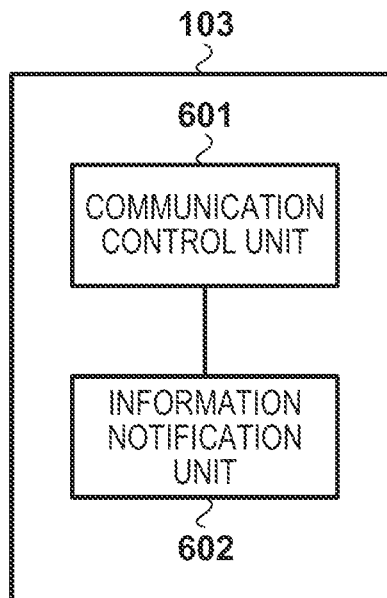 103
601
COMMUNICATION
CONTROL UNIT
INFORMATION
NOTIFICATION
UNIT
602